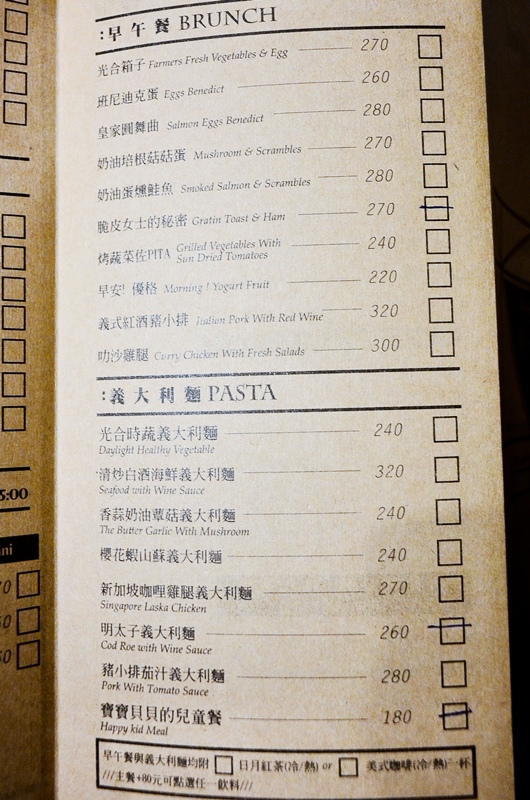 :早午餐 BRUNCH
光合箱子 Farmers Fresh Vegetables & Egg 270
班尼迪克蛋 Eggs Benedict 260
皇家圓舞曲 Salmon Eggs Benedict 280
奶油培根菇菇蛋 Mushroom & Scrambles 270
奶油蛋燻鮭魚 Smoked Salmon & Scrambles 280
脆皮女士的秘密 Gratin Toast & Ham 270
烤蔬菜佐PITA Grilled Vegetables With
Sun Dried Tomatoes 240
早安! 優格 Morning ! Yogurt Fruit 220
義式紅酒豬小排 Italian Pork With Red Wine 320
叻沙雞腿 Curry Chicken With Fresh Salads 300
:義大利麵 PASTA
光合時蔬義大利麵 240
Daylight Healthy Vegetable
清炒白酒海鮮義大利麵 320
Seafood with Wine Sauce
香蒜奶油蕈菇義大利麵 240
The Butter Garlic With Mushroom
櫻花蝦山蘇義大利麵 240
新加坡咖哩雞腿義大利麵 270
Singapore Laska Chicken
明太子義大利麵 260
Cod Roe with Wine Sauce
豬小排茄汁義大利麵 280
Pork With Tomato Sauce
寶寶貝貝的兒童餐 180
Happy kid Meal
早午餐與義大利麵均附 日月紅茶(冷/熱) or 美式咖啡(冷/熱)一杯
///主餐+80元可點選任一飲料///
5:00
ni
0
0
0